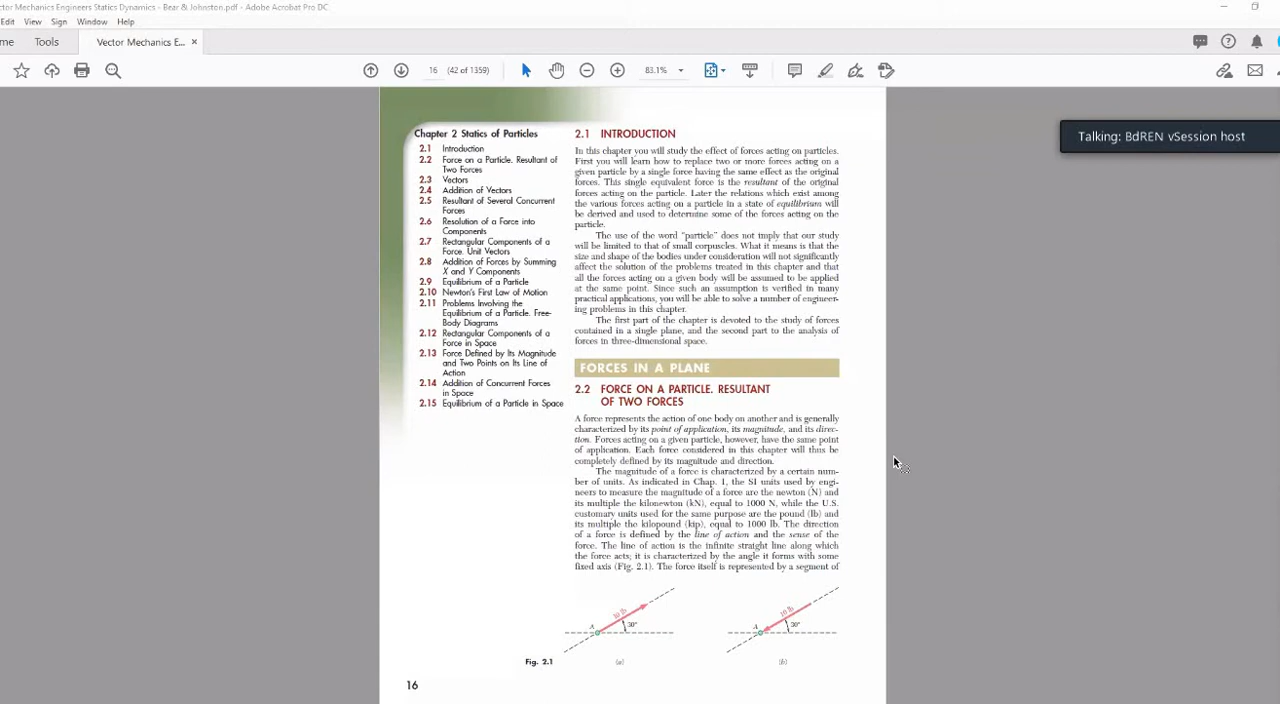 ctor Mechanics Engineers Statics Dynamics - Bear & Johnston.pdf - Adobe Acrobat Pro DC
Edit View Sign Window Help
me Tools Vector Mechanics E... ×
16 (42 of 1359) 83.1%
Talking: BdREN vSession host
Chapter 2 Statics of Particles
2.1 Introduction
2.2 Force on a Particle. Resultant of
Two Forces
2.3 Vectors
2.4 Addition of Vectors
2.5 Resultant of Several Concurrent
Forces
2.6 Resolution of a Force into
Components
2.7 Rectangular Components of a
Force. Unit Vectors
2.8 Addition of Forces by Summing
X and Y Components
2.9 Equilibrium of a Particle
2.10 Newton's First Law of Motion
2.11 Problems Involving the
Equilibrium of a Particle. Free-
Body Diagrams
2.12 Rectangular Components of a
Force in Space
2.13 Force Defined by Its Magnitude
and Two Points on Its Line of
Action
2.14 Addition of Concurrent Forces
in Space
2.15 Equilibrium of a Particle in Space
2.1 INTRODUCTION
In this chapter you will study the effect of forces acting on particles.
First you will learn how to replace two or more forces acting on a
given particle by a single force having the same effect as the original
forces. This single equivalent force is the resultant of the original
forces acting on the particle. Later the relations which exist among
the various forces acting on a particle in a state of equilibrium will
be derived and used to determine some of the forces acting on the
particle.
The use of the word "particle" does not imply that our study
will be limited to that of small corpuscles. What it means is that the
size and shape of the bodies under consideration will not significantly
affect the solution of the problems treated in this chapter and that
all the forces acting on a given body will be assumed to be applied
at the same point. Since such an assumption is verified in many
practical applications, you will be able to solve a number of engineer-
ing problems in this chapter.
The first part of the chapter is devoted to the study of forces
contained in a single plane, and the second part to the analysis of
forces in three-dimensional space.
FORCES IN A PLANE
2.2 FORCE ON A PARTICLE. RESULTANT
OF TWO FORCES
A force represents the action of one body on another and is generally
characterized by its point of application, its magnitude, and its direc-
tion. Forces acting on a given particle, however, have the same point
of application. Each force considered in this chapter will thus be
completely defined by its magnitude and direction.
The magnitude of a force is characterized by a certain num-
ber of units. As indicated in Chap. 1, the SI units used by engi-
neers to measure the magnitude of a force are the newton (N) and
its multiple the kilonewton (kN), equal to 1000 N, while the U.S.
customary units used for the same purpose are the pound (lb) and
its multiple the kilopound (kip), equal to 1000 lb. The direction
of a force is defined by the line of action and the sense of the
force. The line of action is the infinite straight line along which
the force acts; it is characterized by the angle it forms with some
fixed axis (Fig. 2.1). The force itself is represented by a segment of
10 lb
A 30°
10 lb
A 30°
Fig. 2.1 (a) (b)
16